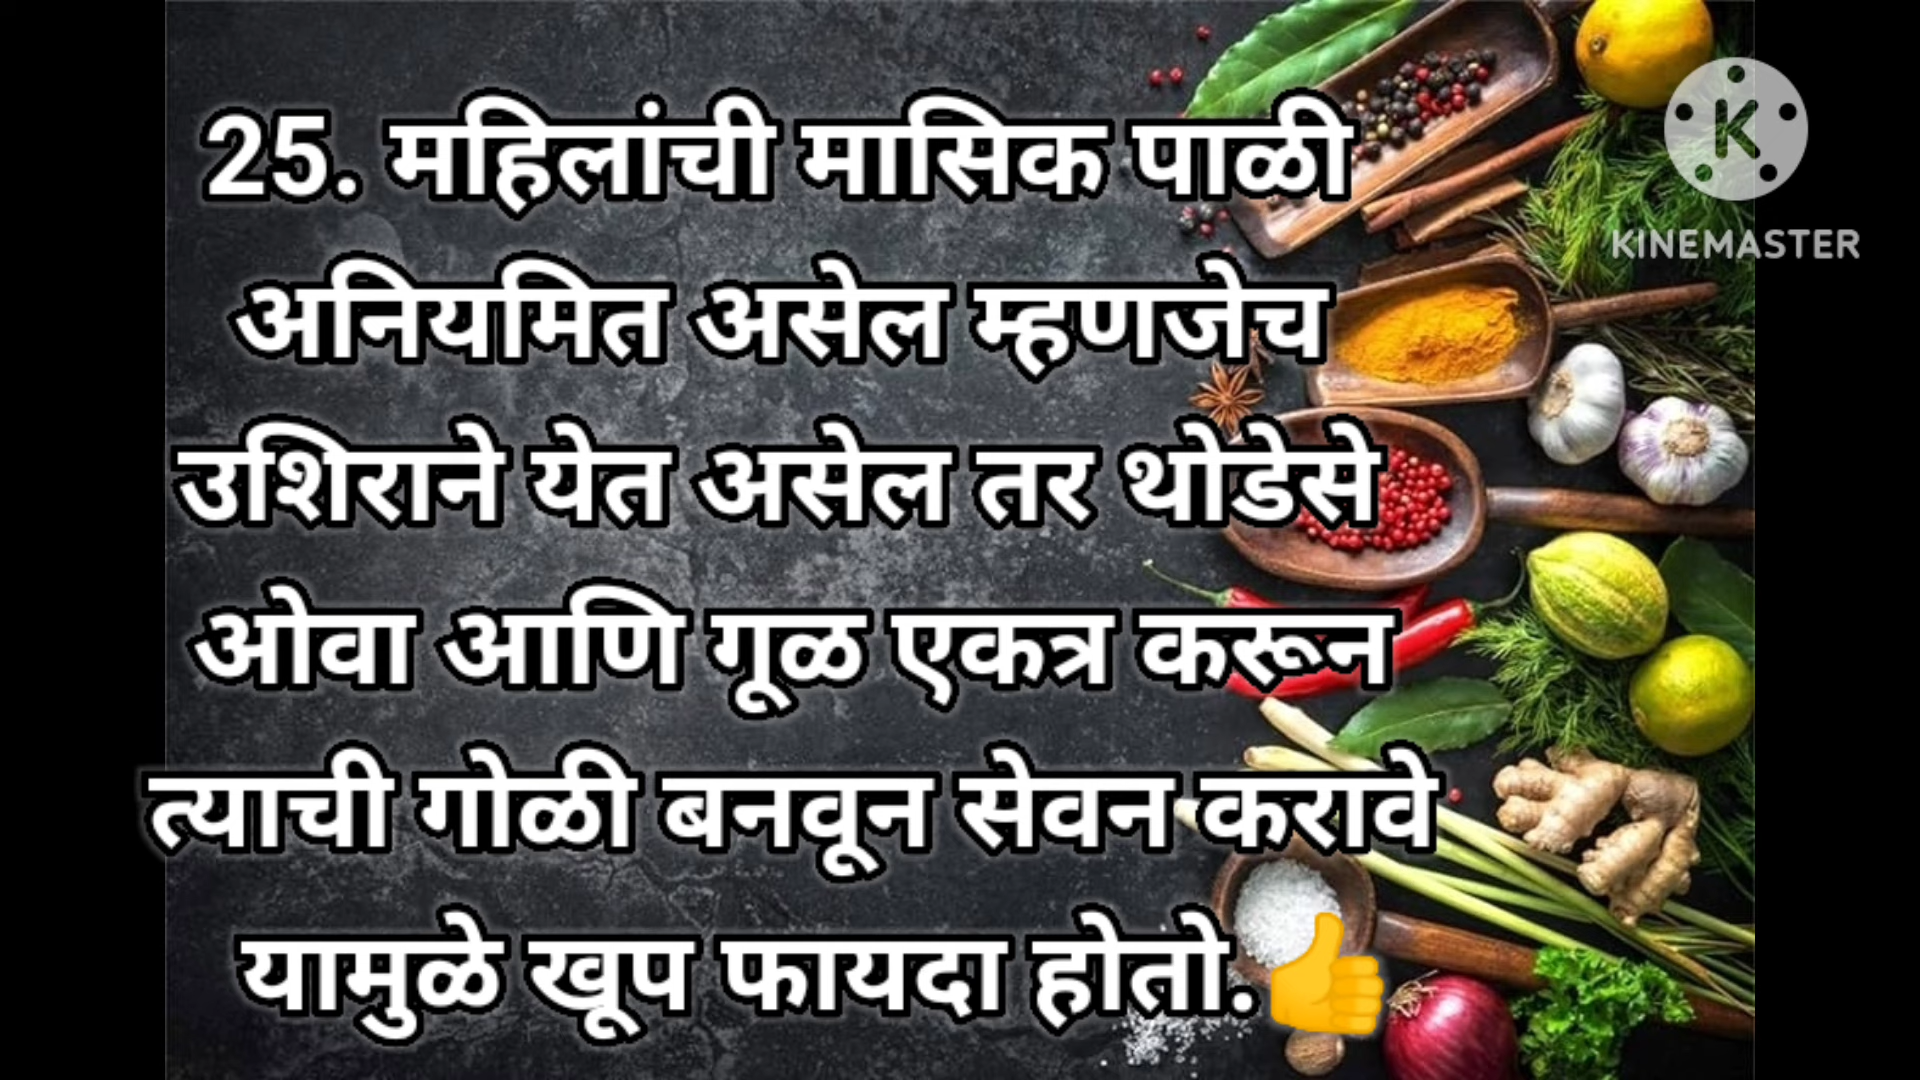 25. महिलांची मासिक पाळी
अनियमित असेल म्हणजेच
उशिराने येत असेल तर थोडेसे
ओवा आणि गूळ एकत्र करून
त्याची गोळी बनवून सेवन करावे
यामुळे खूप फायदा होतो.👍
K
KINEMASTER